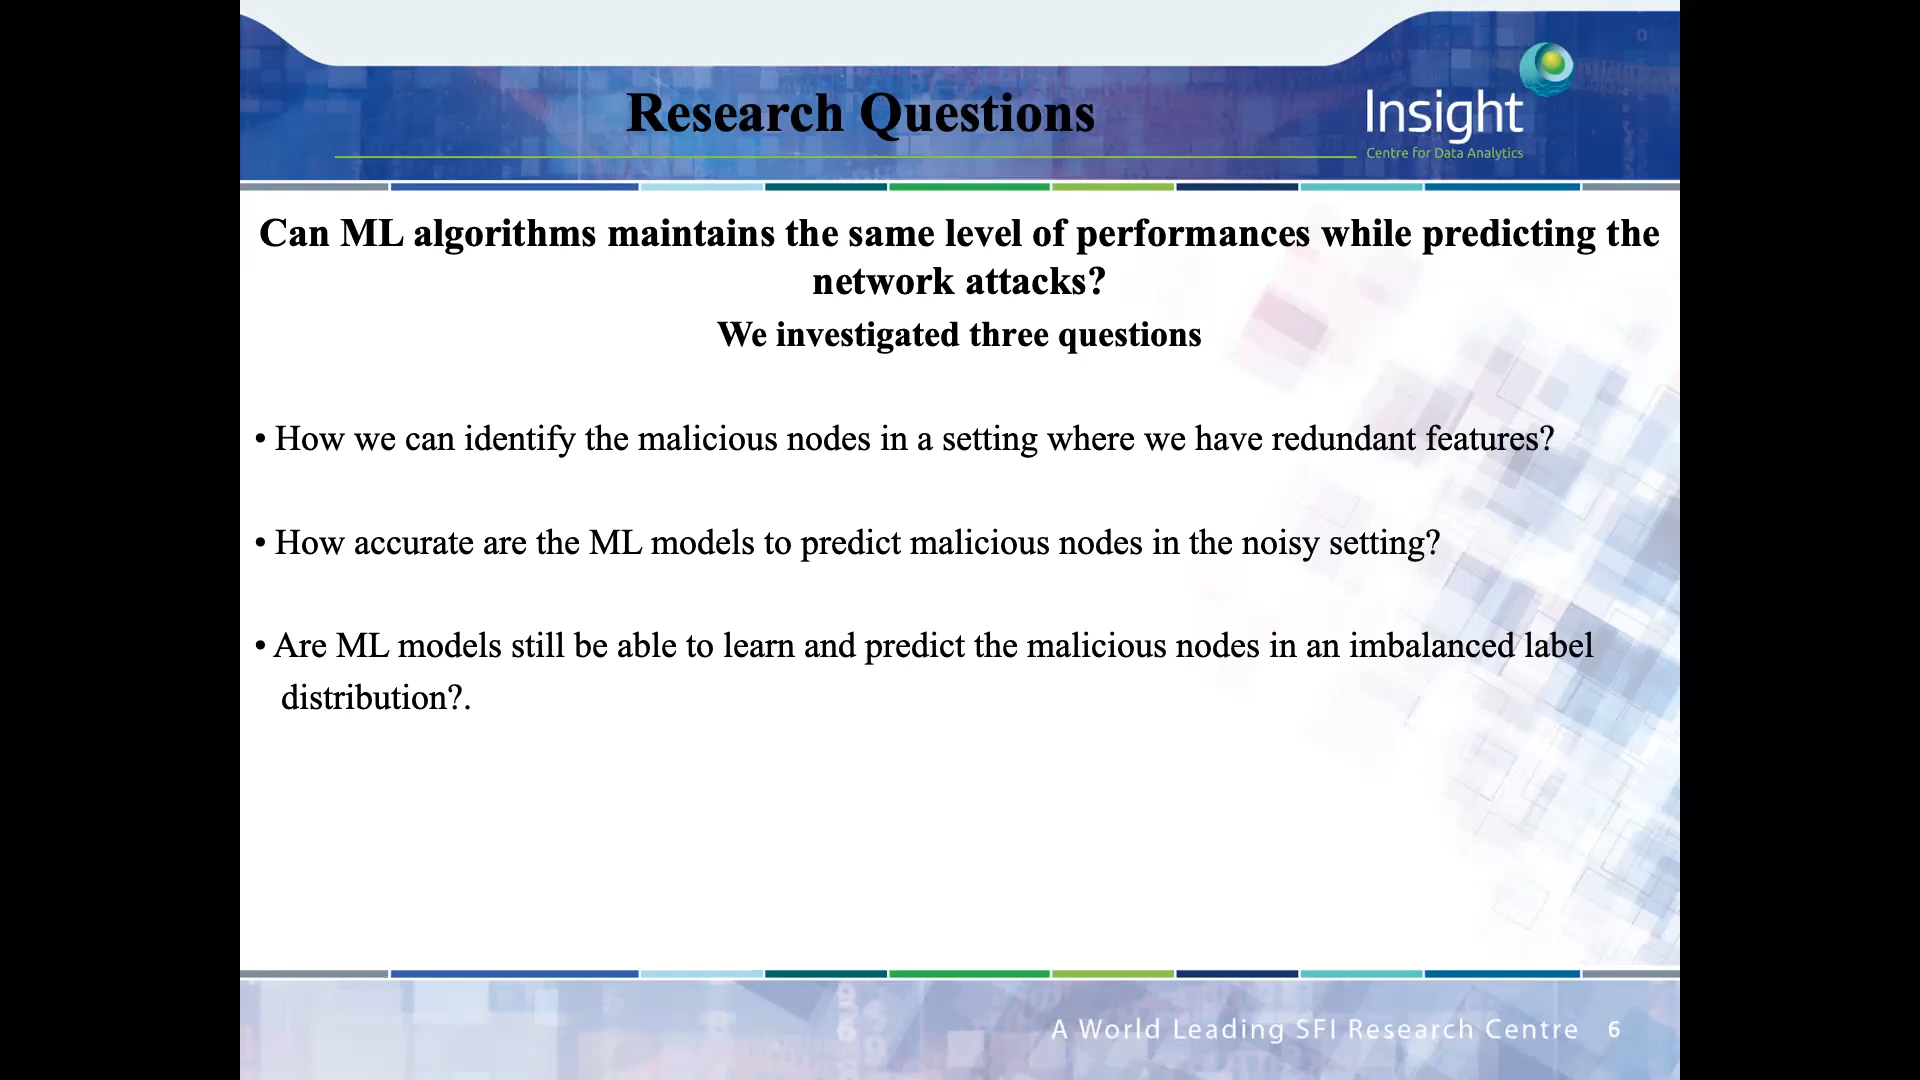 Research Questions
Insight
Centre for Data Analytics
Can ML algorithms maintains the same level of performances while predicting the
network attacks?
We investigated three questions
• How we can identify the malicious nodes in a setting where we have redundant features?
• How accurate are the ML models to predict malicious nodes in the noisy setting?
• Are ML models still be able to learn and predict the malicious nodes in an imbalanced label
distribution?.
A World Leading SFI Research Centre 6